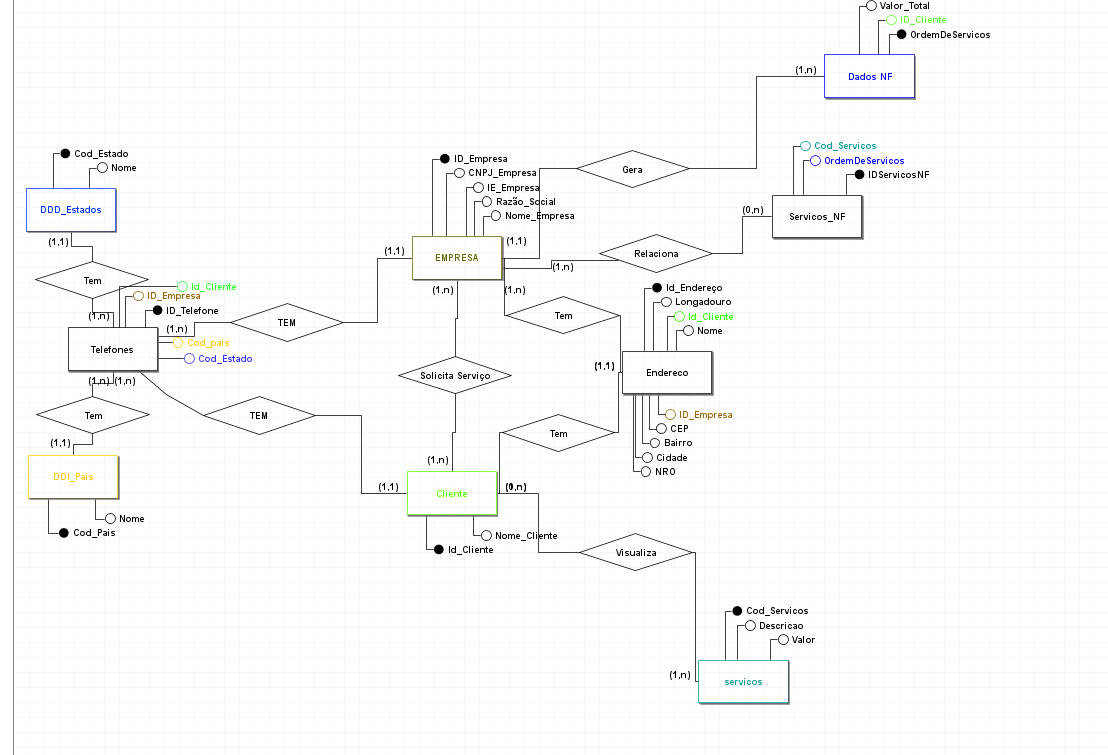 Valor_Total
ID_Cliente
OrdemDeServicos
(1,n)
Dados NF
Cod_Estado
Nome
DDD_Estados
(1,1)
Tem
(1,n)
ID_Empresa
CNPJ_Empresa
IE_Empresa
Razão_Social
Nome_Empresa
(1,1)
EMPRESA
(1,1)
(1,n)
(1,n)
(1,n)
Gera
Cod_Servicos
OrdemDeServicos
IDServicosNF
(0,n)
Servicos_NF
Relaciona
Id_Cliente
ID_Empresa
ID_Telefone
(1,n)
Cod_pais
Cod_Estado
Telefones
(1,n)
(1,n)
TEM
Tem
Id_Endereço
Longadouro
Id_Cliente
Nome
(1,1)
Endereco
ID_Empresa
CEP
Bairro
Cidade
NRO
Solicita Serviço
Tem
(1,1)
DDI_Pais
Nome
Cod_Pais
TEM
(1,1)
Tem
(1,n)
Cliente
Nome_Cliente
Id_Cliente
Visualiza
Cod_Servicos
Descricao
Valor
(1,n)
servicos